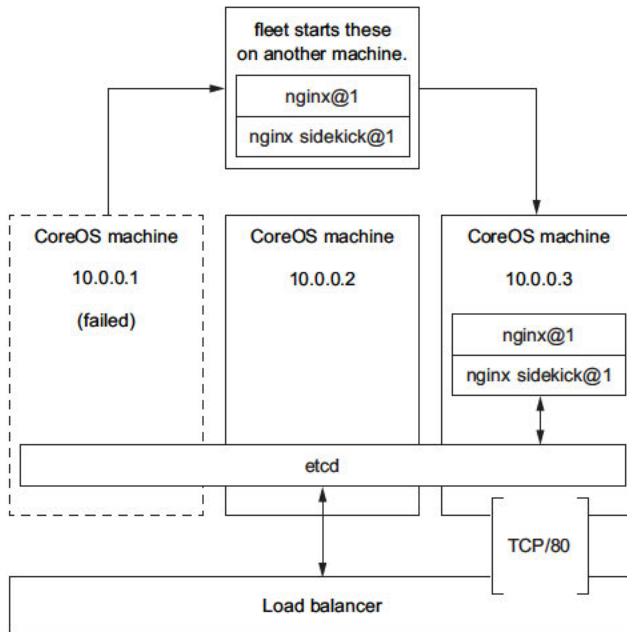 fleet starts these
on another machine.
nginx@1
nginx sidekick@1
CoreOS machine
10.0.0.1
(failed)
CoreOS machine
10.0.0.2
CoreOS machine
10.0.0.3
nginx@1
nginx sidekick@1
etcd
TCP/80
Load balancer